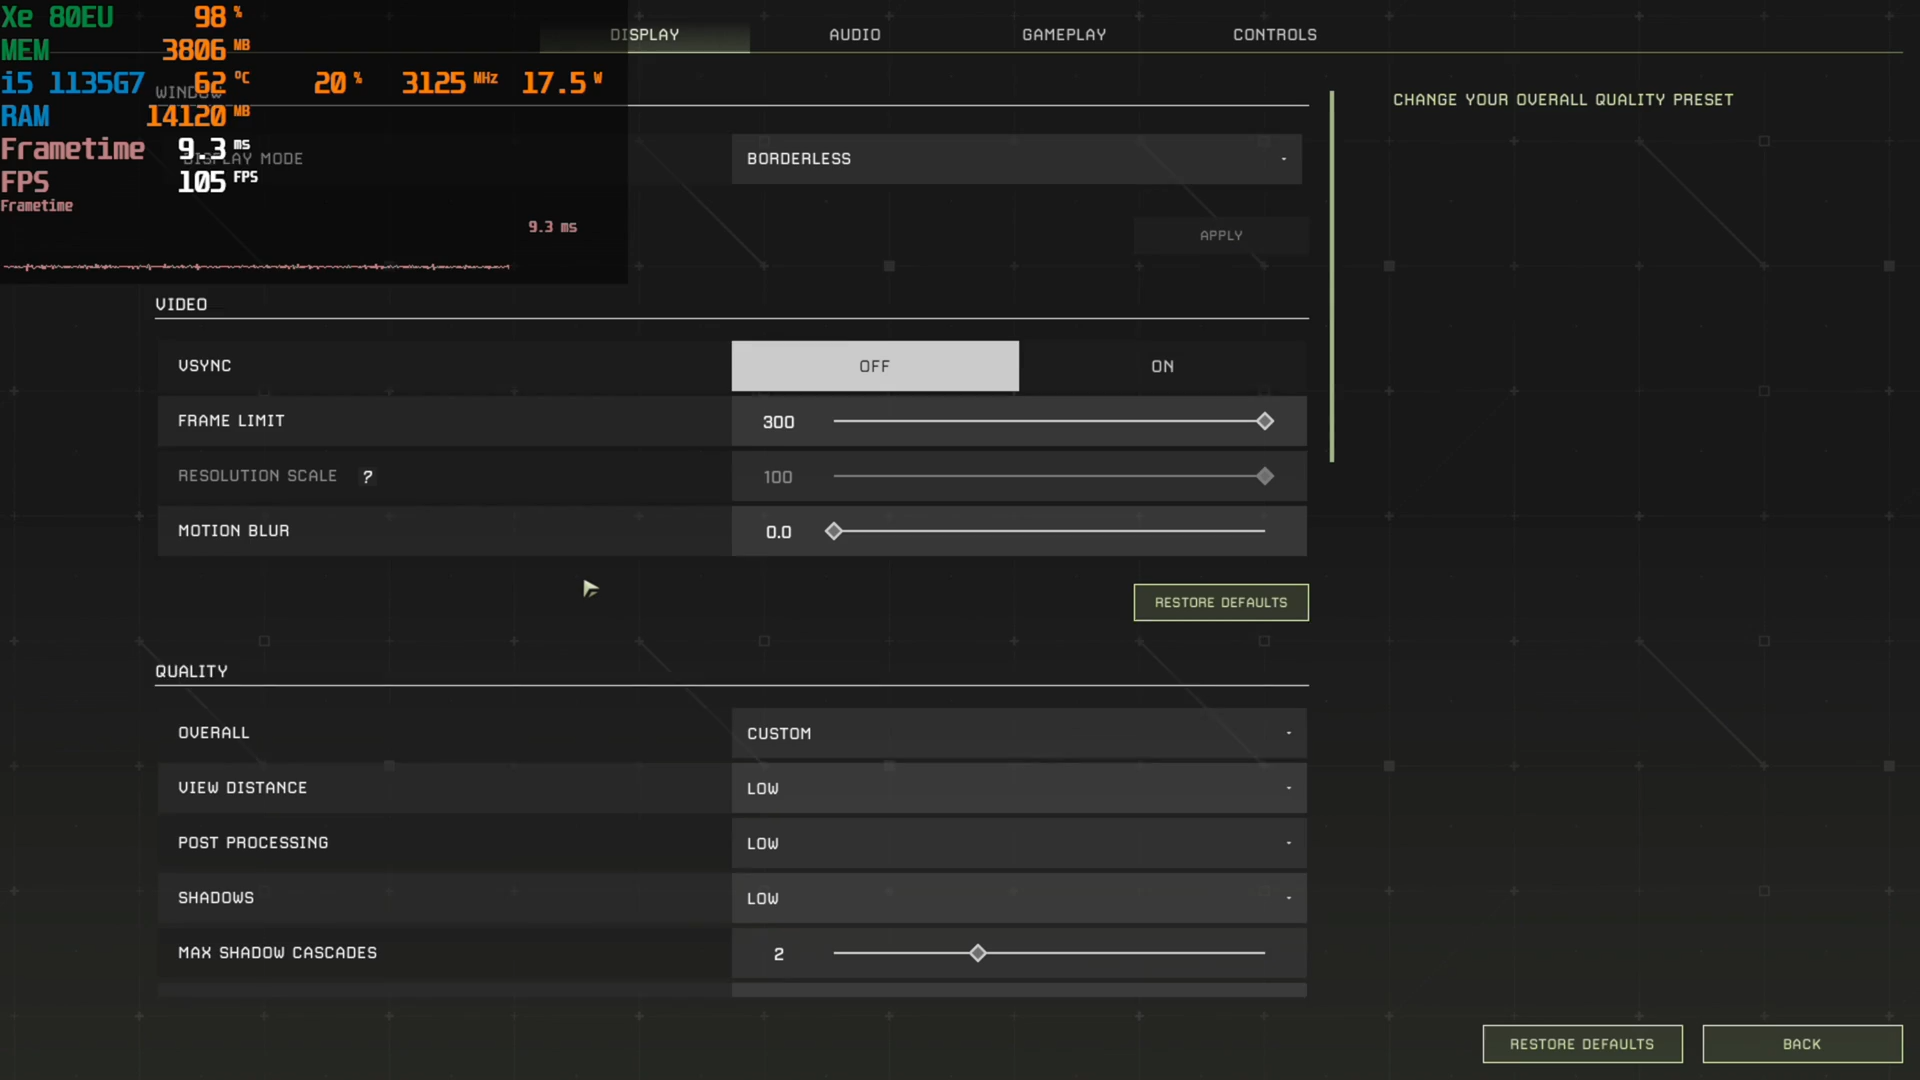 Xe 80EU 98 %
MEM 3806 MB
i5 1135G7 62 °C 20 % 3125 MHz 17.5 W
RAM 14120 MB
Frametime 9.3 ms
FPS 105 FPS
Frametime
9.3 ms
DISPLAY AUDIO GAMEPLAY CONTROLS
WINDOW
DISPLAY MODE BORDERLESS
APPLY
VIDEO
VSYNC OFF ON
FRAME LIMIT 300
RESOLUTION SCALE ? 100
MOTION BLUR 0.0
RESTORE DEFAULTS
QUALITY
OVERALL CUSTOM
VIEW DISTANCE LOW
POST PROCESSING LOW
SHADOWS LOW
MAX SHADOW CASCADES 2
CHANGE YOUR OVERALL QUALITY PRESET
RESTORE DEFAULTS BACK